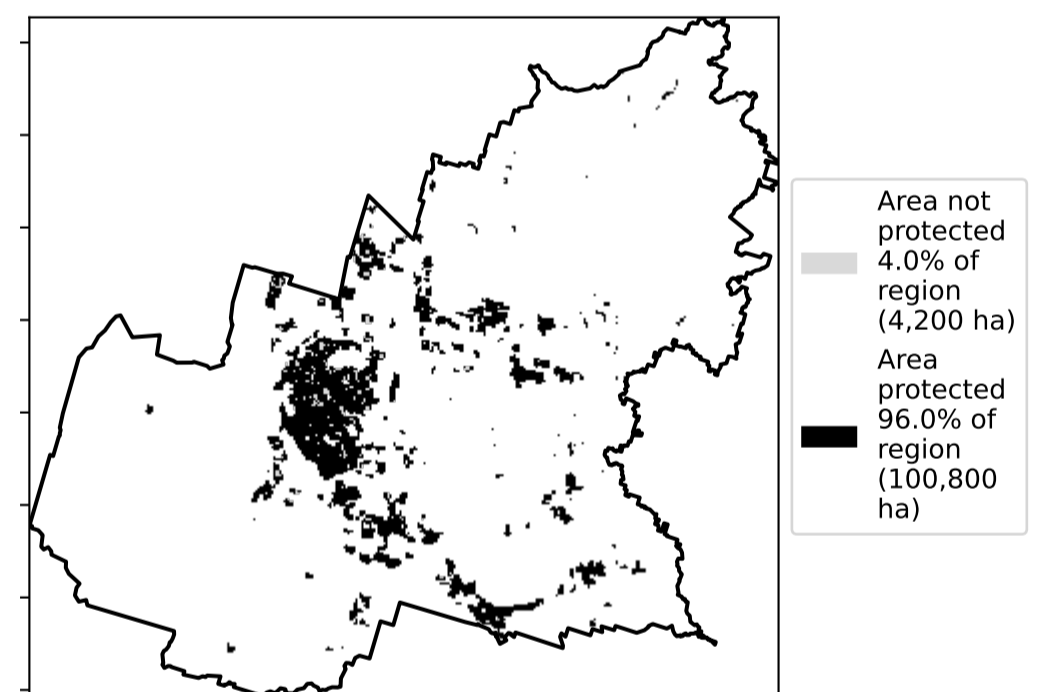 Area not
protected
4.0% of
region
(4,200 ha)
Area
protected
96.0% of
region
(100,800
ha)